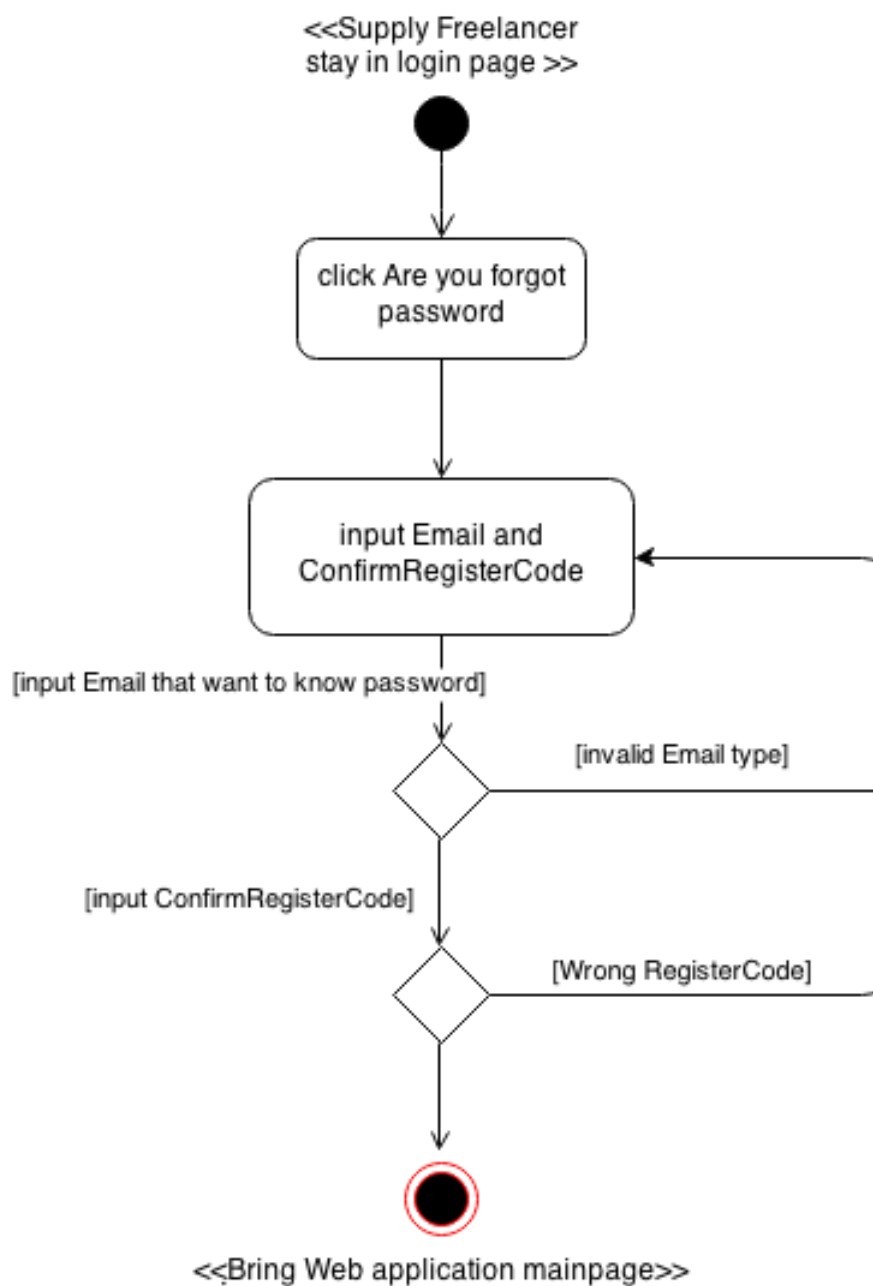 <<Supply Freelancer
stay in login page >>
click Are you forgot
password
input Email and
ConfirmRegisterCode
[input Email that want to know password]
[invalid Email type]
[input ConfirmRegisterCode]
[Wrong RegisterCode]
<<Bring Web application mainpage>>